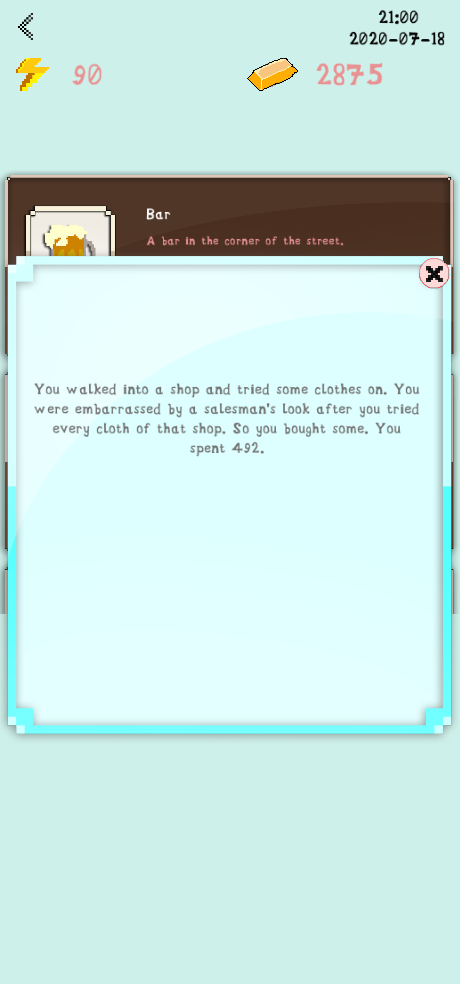 21:00
2020-07-18
90
2875
Bar
A bar in the corner of the street.
You walked into a shop and tried some clothes on. You
were embarrassed by a salesman's look after you tried
every cloth of that shop. So you bought some. You
spent 492.